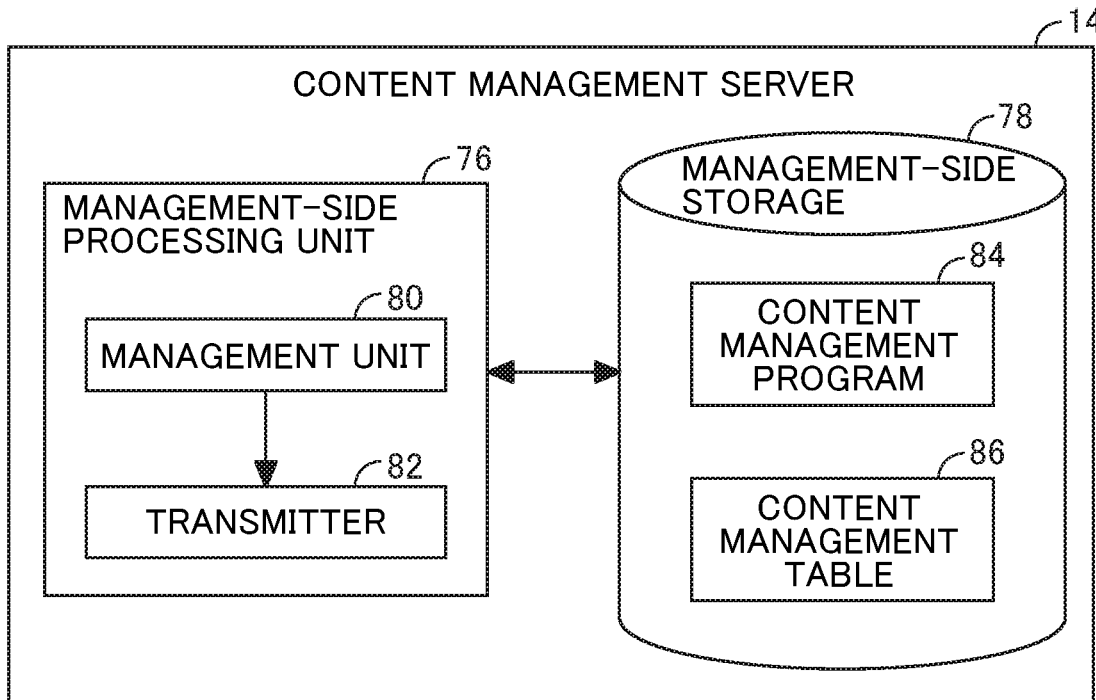 14
CONTENT MANAGEMENT SERVER
76
MANAGEMENT-SIDE
PROCESSING UNIT
80
MANAGEMENT UNIT
82
TRANSMITTER
78
MANAGEMENT-SIDE
STORAGE
84
CONTENT
MANAGEMENT
PROGRAM
86
CONTENT
MANAGEMENT
TABLE